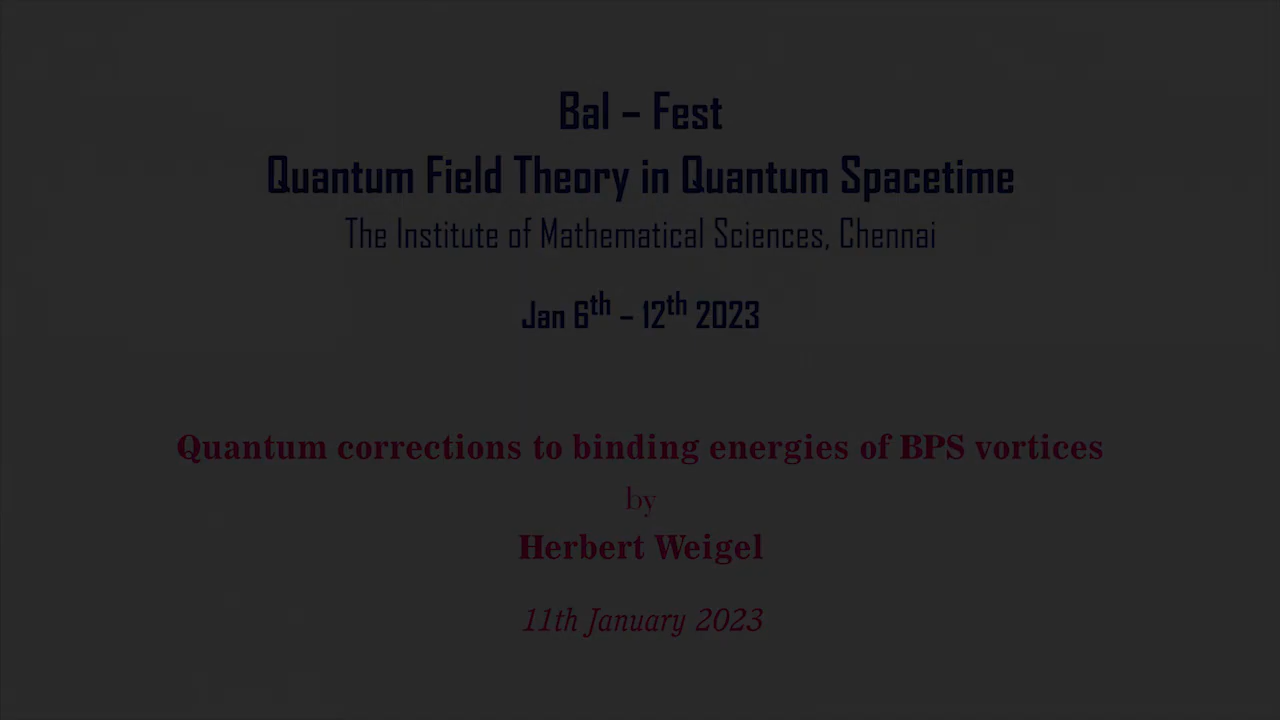 Bal – Fest
Quantum Field Theory in Quantum Spacetime
The Institute of Mathematical Sciences, Chennai
Jan 6th – 12th 2023
Quantum corrections to binding energies of BPS vortices
by
Herbert Weigel
11th January 2023